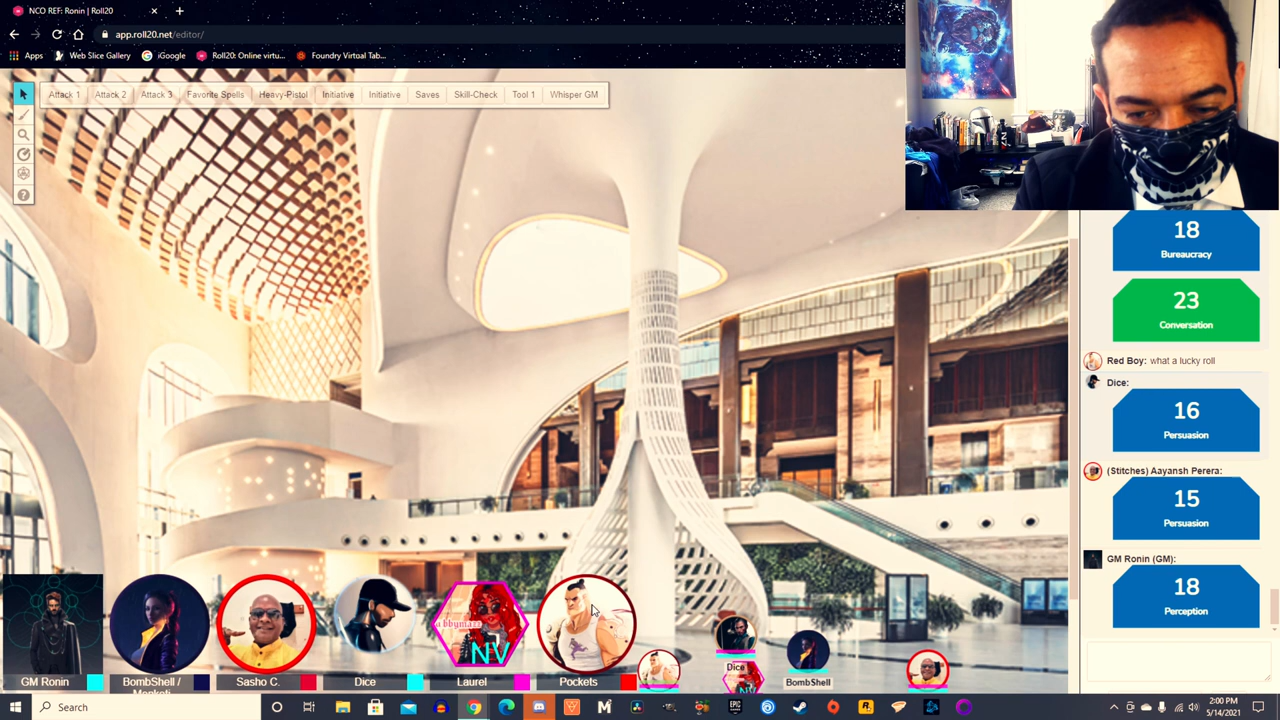 NCO REF: Ronin | Roll20
app.roll20.net/editor/
Apps
Web Slice Gallery
iGoogle
Roll20: Online virtu...
Foundry Virtual Tab...
Attack 1
Attack 2
Attack 3
Favorite Spells
Heavy-Pistol
Initiative
Initiative
Saves
Skill-Check
Tool 1
Whisper GM
18
Bureaucracy
23
Conversation
Red Boy: what a lucky roll
Dice:
16
Persuasion
(Stitches) Aayansh Perera:
15
Persuasion
GM Ronin (GM):
18
Perception
NV
Dice
BombShell
GM Ronin
BombShell /
Sasho C.
Dice
Laurel
Pockets
Search
2:00 PM
5/14/2021